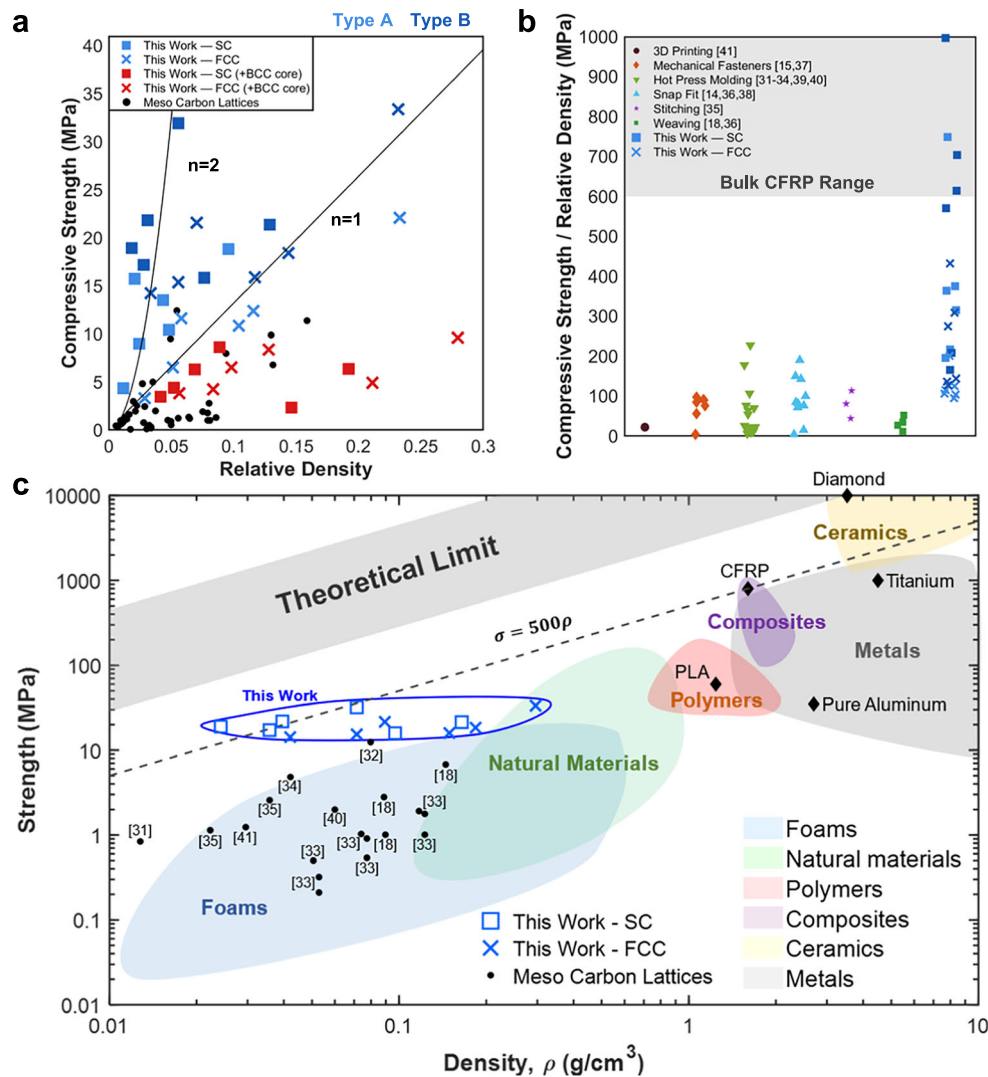 a
Type A Type B
This Work — SC
This Work — FCC
This Work — SC (+BCC core)
This Work — FCC (+BCC core)
Meso Carbon Lattices
n=2
n=1
Compressive Strength (MPa)
40
35
30
25
20
15
10
5
0
0 0.05 0.1 0.15 0.2 0.25 0.3
Relative Density
b
Compressive Strength / Relative Density (MPa)
1000
900
800
700
600
500
400
300
200
100
0
3D Printing [41]
Mechanical Fasteners [15,37]
Hot Press Molding [31-34,39,40]
Snap Fit [14,36,38]
Stitching [35]
Weaving [18,36]
This Work — SC
This Work — FCC
Bulk CFRP Range
c
Strength (MPa)
10000
1000
100
10
1
0.1
0.01
0.01 0.1 1 10
Density, ρ (g/cm³)
Theoretical Limit
σ = 500ρ
Diamond
Ceramics
CFRP
Titanium
Composites
Metals
PLA
Polymers
Pure Aluminum
This Work
Natural Materials
[32]
[18]
[34]
[35]
[40]
[18]
[33]
[31]
[35]
[41]
[33]
[18]
[33]
[33]
[33]
[33]
Foams
This Work - SC
This Work - FCC
Meso Carbon Lattices
Foams
Natural materials
Polymers
Composites
Ceramics
Metals